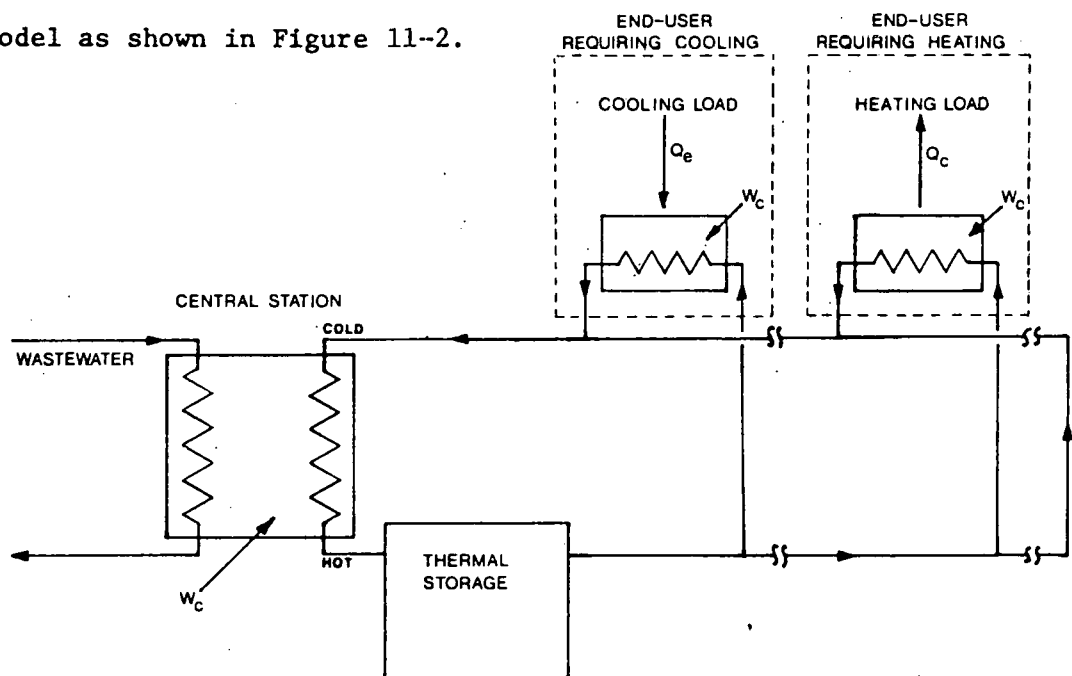 odel as shown in Figure 11--2.
END-USER
REQUIRING COOLING
END-USER
REQUIRING HEATING
COOLING LOAD
HEATING LOAD
Qe
Qc
Wc
Wc
CENTRAL STATION
COLD
WASTEWATER
HOT
THERMAL
STORAGE
Wc